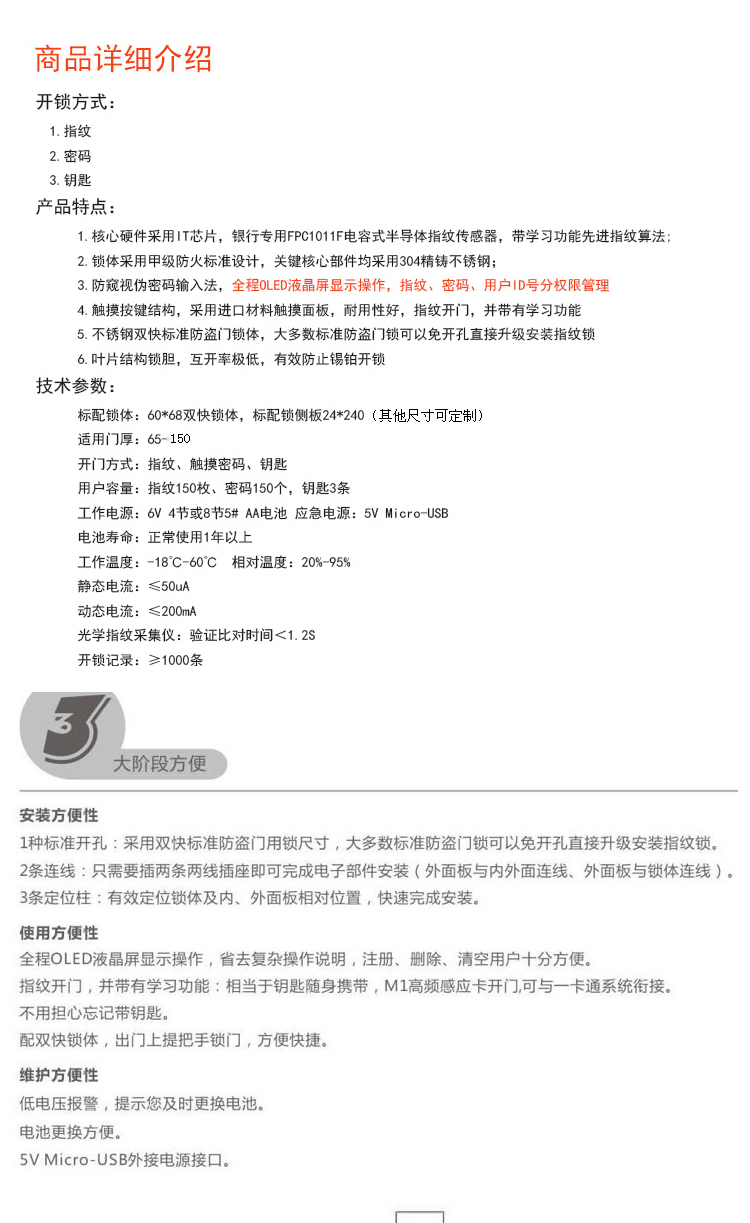 商品详细介绍
开锁方式：
1.指纹
2.密码
3.钥匙
产品特点：
1.核心硬件采用IT芯片，银行专用FPC1011F电容式半导体指纹传感器，带学习功能先进指纹算法；
2.锁体采用甲级防火标准设计，关键核心部件均采用304精铸不锈钢；
3.防窥视伪密码输入法，全程OLED液晶屏显示操作，指纹、密码、用户ID号分权限管理
4.触摸按键结构，采用进口材料触摸面板，耐用性好，指纹开门，并带有学习功能
5.不锈钢双快标准防盗门锁体，大多数标准防盗门锁可以免开孔直接升级安装指纹锁
6.叶片结构锁胆，互开率极低，有效防止锡铂开锁
技术参数：
标配锁体：60*68双快锁体，标配锁侧板24*240（其他尺寸可定制）
适用门厚：65-150
开门方式：指纹、触摸密码、钥匙
用户容量：指纹150枚、密码150个，钥匙3条
工作电源：6V 4节或8节5# AA电池 应急电源：5V Micro-USB
电池寿命：正常使用1年以上
工作温度：-18℃-60℃ 相对温度：20%-95%
静态电流：≤50uA
动态电流：≤200mA
光学指纹采集仪：验证比对时间＜1.2S
开锁记录：≥1000条
3
大阶段方便
安装方便性
1种标准开孔：采用双快标准防盗门用锁尺寸，大多数标准防盗门锁可以免开孔直接升级安装指纹锁。
2条连线：只需要插两条两线插座即可完成电子部件安装（外面板与内外面连线、外面板与锁体连线）。
3条定位柱：有效定位锁体及内、外面板相对位置，快速完成安装。
使用方便性
全程OLED液晶屏显示操作，省去复杂操作说明，注册、删除、清空用户十分方便。
指纹开门，并带有学习功能：相当于钥匙随身携带，M1高频感应卡开门,可与一卡通系统衔接。
不用担心忘记带钥匙。
配双快锁体，出门上提把手锁门，方便快捷。
维护方便性
低电压报警，提示您及时更换电池。
电池更换方便。
5V Micro-USB外接电源接口。